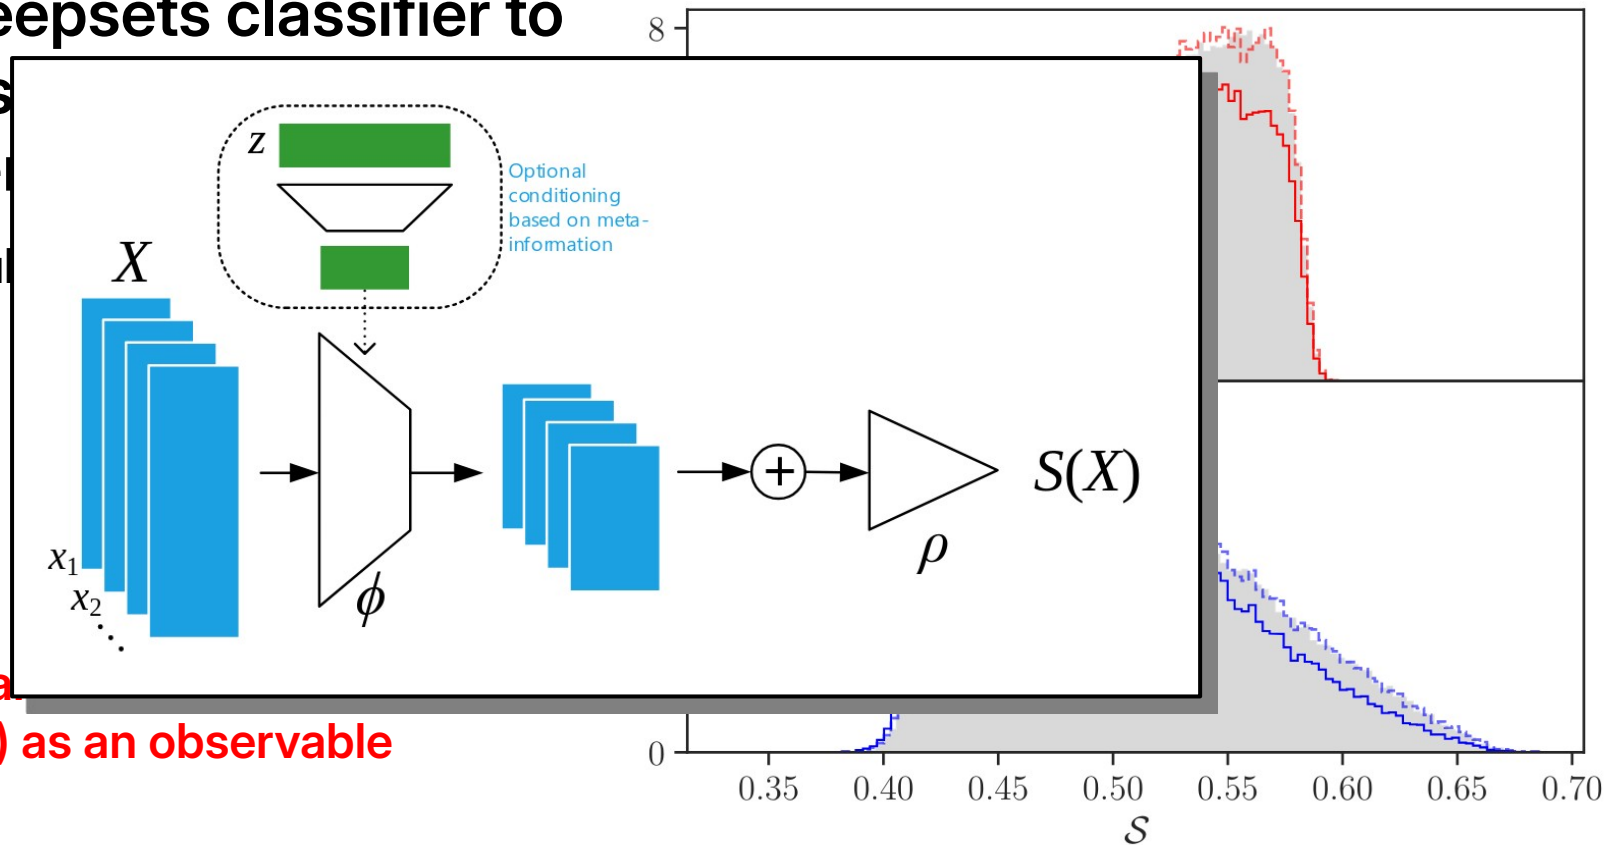 eepsets classifier to
8
s
z
Optional
conditioning
based on meta-
information
X
x1
x2
ϕ
+
ρ
S(X)
a
) as an observable
0
0.35 0.40 0.45 0.50 0.55 0.60 0.65 0.70
S